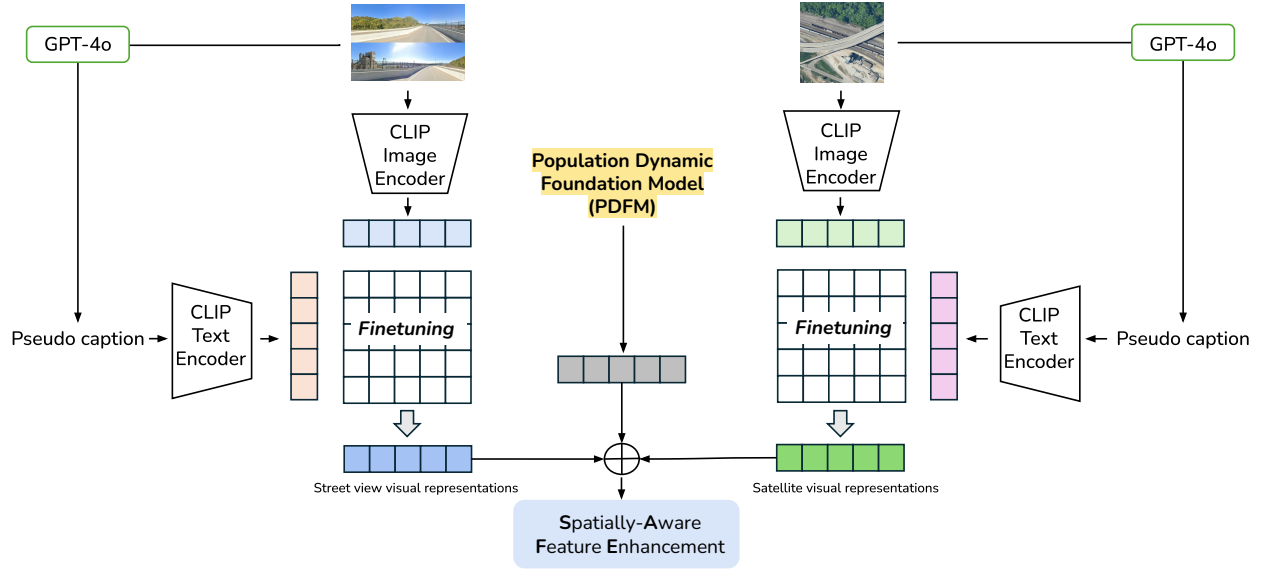 GPT-4o
GPT-4o
CLIP
Image
Encoder
CLIP
Image
Encoder
Population Dynamic
Foundation Model
(PDFM)
Pseudo caption
CLIP
Text
Encoder
Finetuning
Finetuning
CLIP
Text
Encoder
Pseudo caption
Street view visual representations
Satellite visual representations
Spatially-Aware
Feature Enhancement